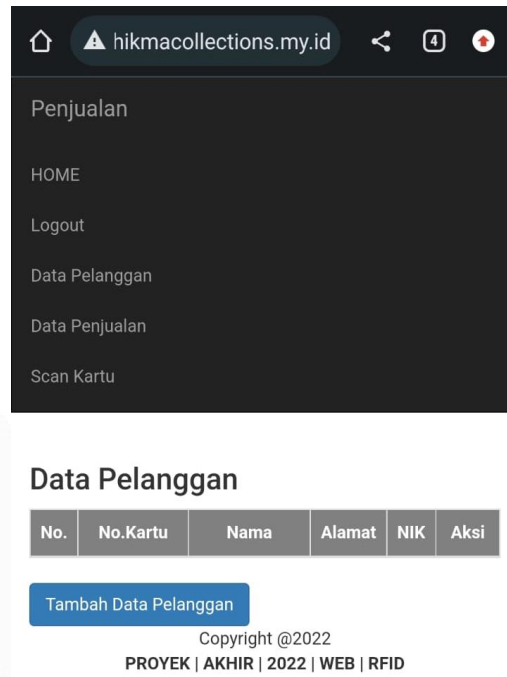 hikmacollections.my.id 4
Penjualan
HOME
Logout
Data Pelanggan
Data Penjualan
Scan Kartu
Data Pelanggan
No. No.Kartu Nama Alamat NIK Aksi
Tambah Data Pelanggan
Copyright @2022
PROYEK | AKHIR | 2022 | WEB | RFID